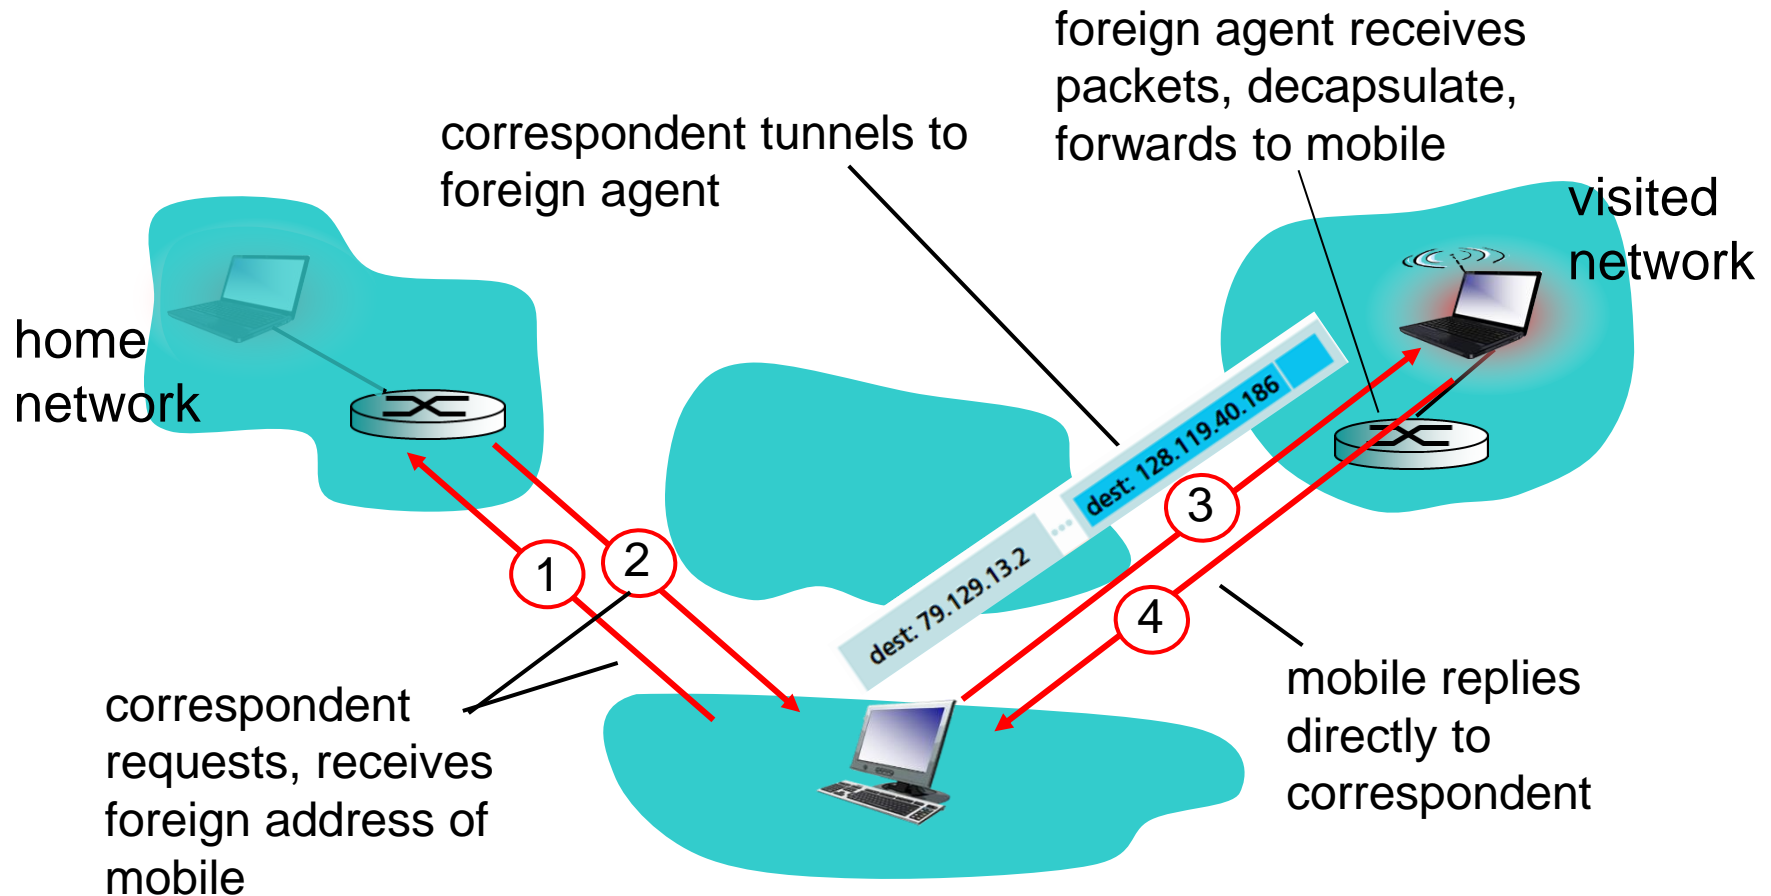 foreign agent receives
packets, decapsulate,
forwards to mobile
correspondent tunnels to
foreign agent
visited
network
home
network
dest: 128.119.40.186
dest: 79.129.13.2
...
1
2
3
4
correspondent
requests, receives
foreign address of
mobile
mobile replies
directly to
correspondent